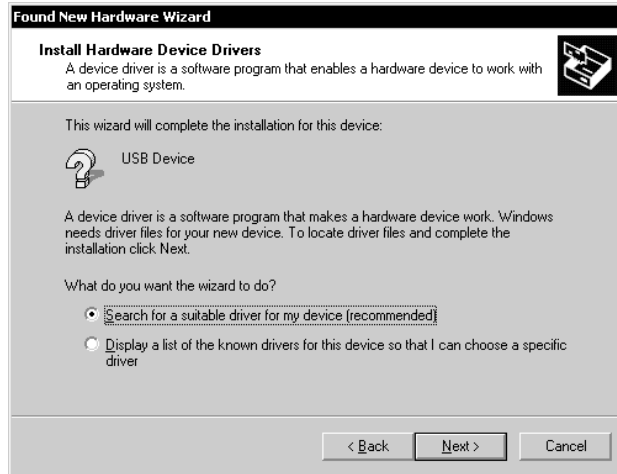 Found New Hardware Wizard
Install Hardware Device Drivers
A device driver is a software program that enables a hardware device to work with
an operating system.
This wizard will complete the installation for this device:
USB Device
A device driver is a software program that makes a hardware device work. Windows
needs driver files for your new device. To locate driver files and complete the
installation click Next.
What do you want the wizard to do?
Search for a suitable driver for my device (recommended)
Display a list of the known drivers for this device so that I can choose a specific
driver
< Back Next > Cancel